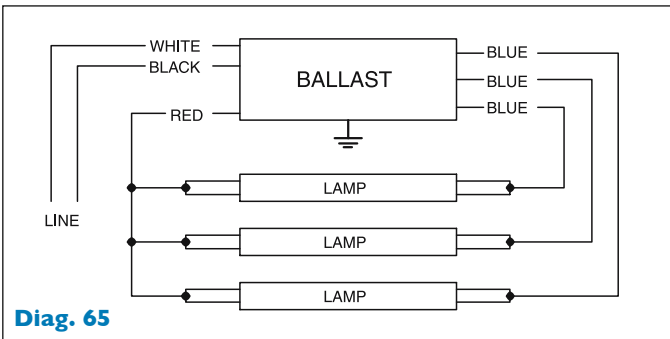 WHITE
BLACK
RED
BALLAST
BLUE
BLUE
BLUE
LAMP
LAMP
LAMP
LINE
Diag. 65